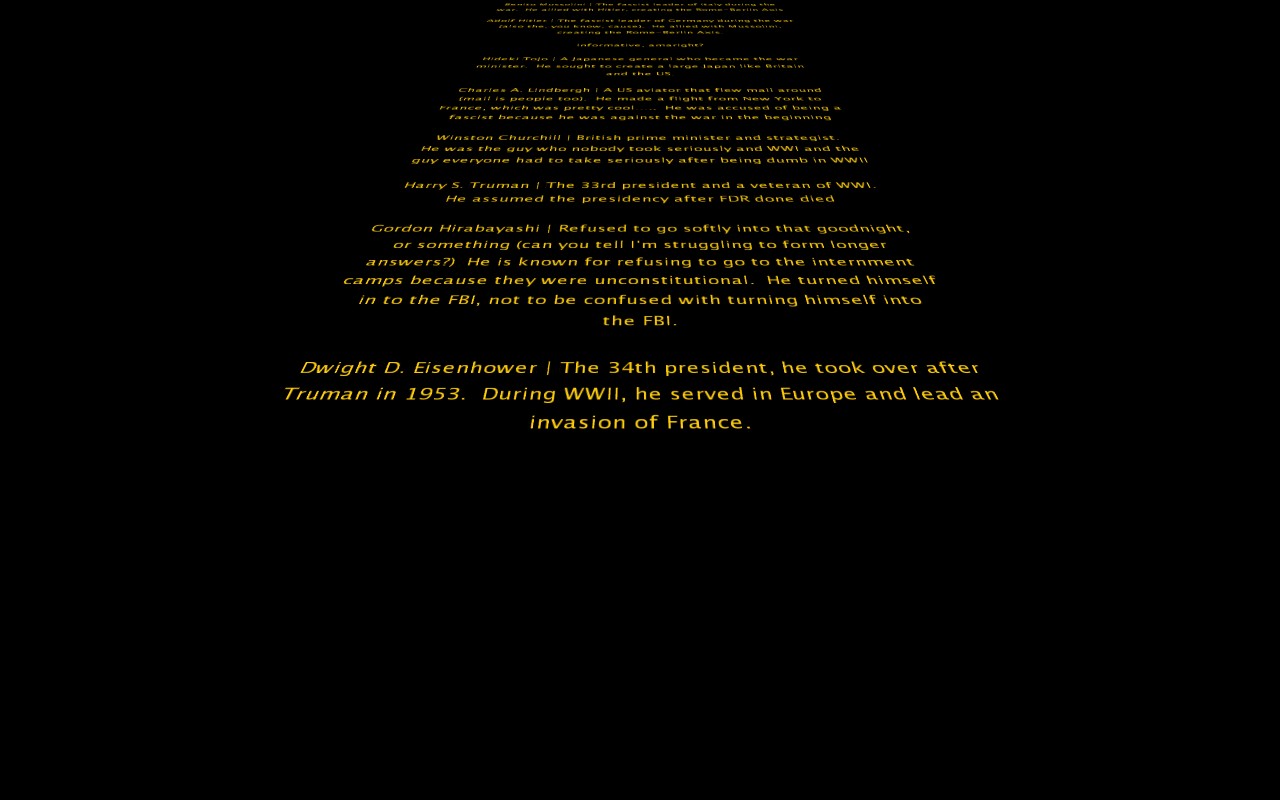 Benito Mussolini | The fascist leader of Italy during the
war.  He allied with Hitler, creating the Rome-Berlin Axis
Adolf Hitler | The fascist leader of Germany during the war
(also the, you know, cause).  He allied with Mussolini,
creating the Rome-Berlin Axis
informative, amaright?
Hideki Tojo | A Japanese general who became the war
minister.  He sought to create a large Japan like Britain
and the US.
Charles A. Lindbergh | A US aviator that flew mail around
(mail is people too).  He made a flight from New York to
France, which was pretty cool ....  He was accused of being a
fascist because he was against the war in the beginning
Winston Churchill | British prime minister and strategist.
He was the guy who nobody took seriously and WWI and the
guy everyone had to take seriously after being dumb in WWII
Harry S. Truman | The 33rd president and a veteran of WWI.
He assumed the presidency after FDR done died
Gordon Hirabayashi | Refused to go softly into that goodnight,
or something (can you tell I'm struggling to form longer
answers?)  He is known for refusing to go to the internment
camps because they were unconstitutional.  He turned himself
in to the FBI, not to be confused with turning himself into
the FBI.
Dwight D. Eisenhower | The 34th president, he took over after
Truman in 1953.  During WWII, he served in Europe and lead an
invasion of France.